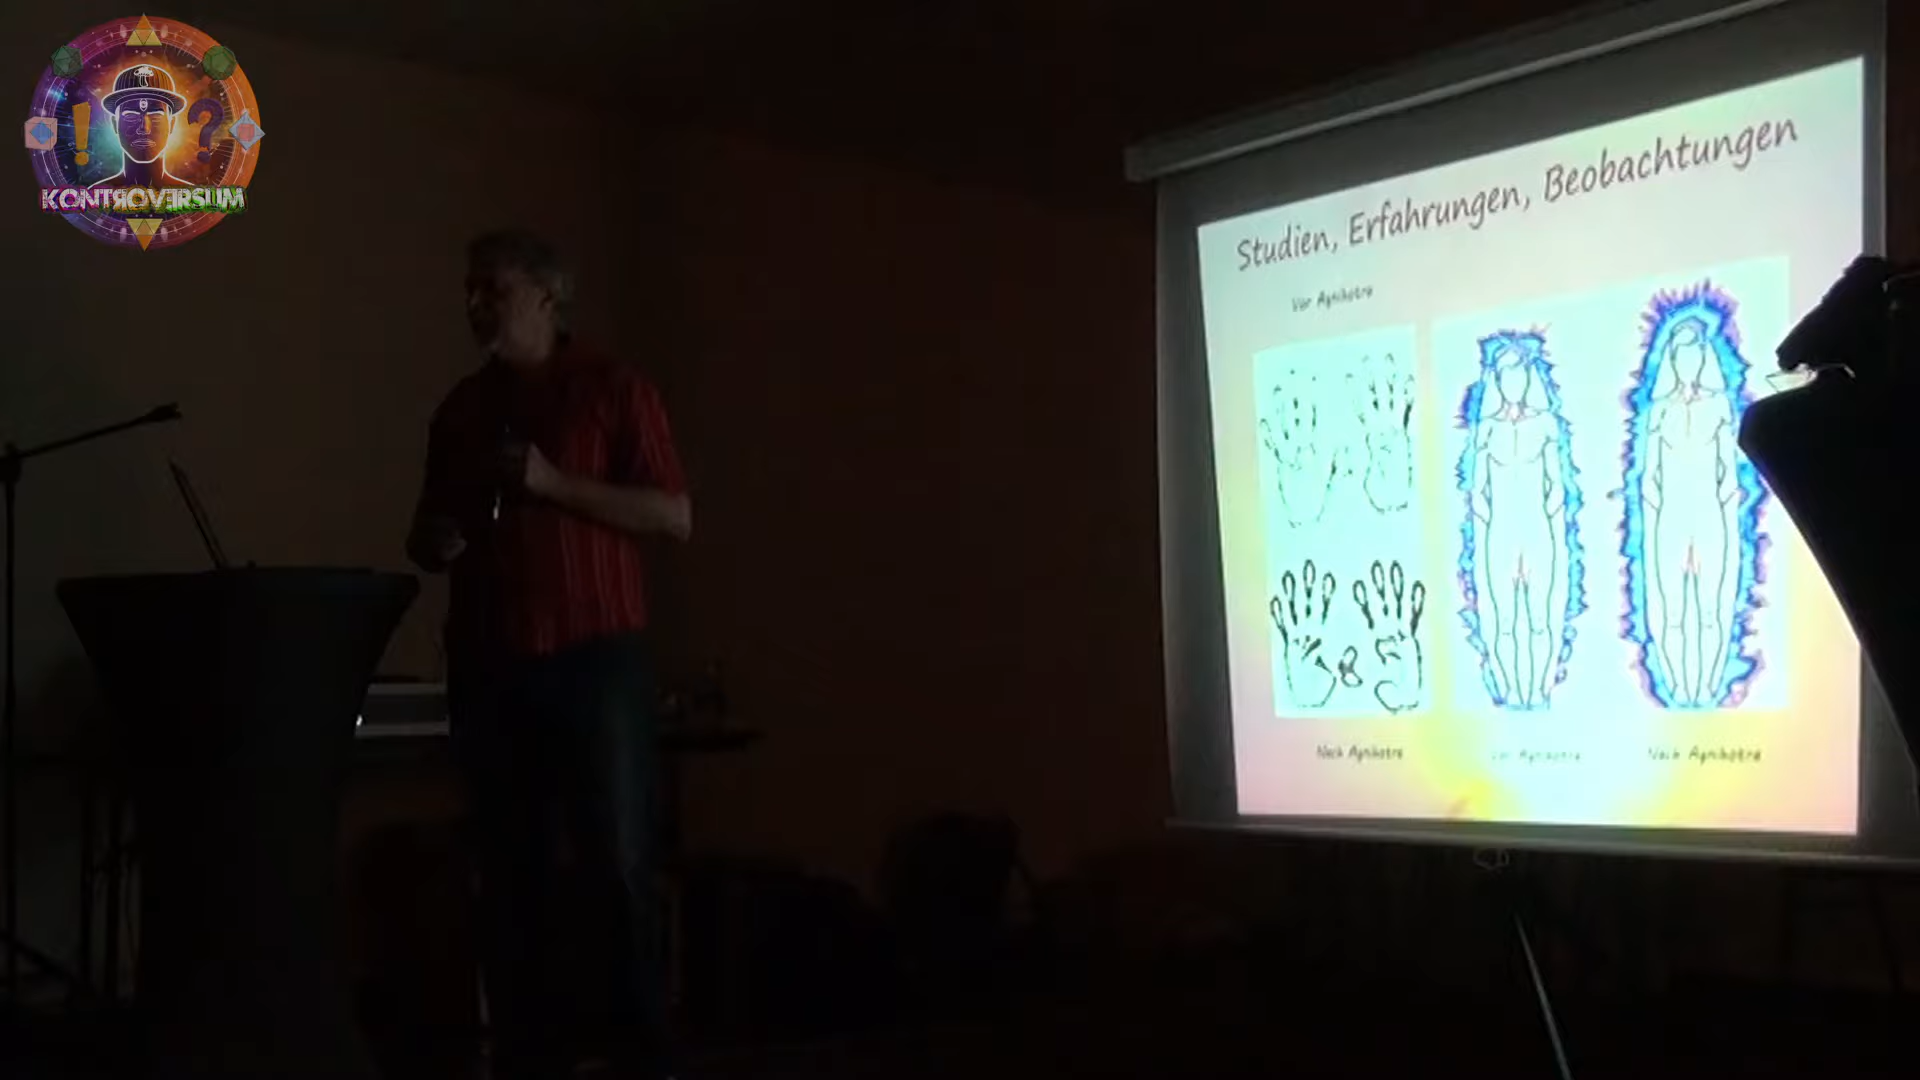 KONTROVERSUM
Studien, Erfahrungen, Beobachtungen
Vor Agnihotra
Nach Agnihotra
Vor Agnihotra
Nach Agnihotra